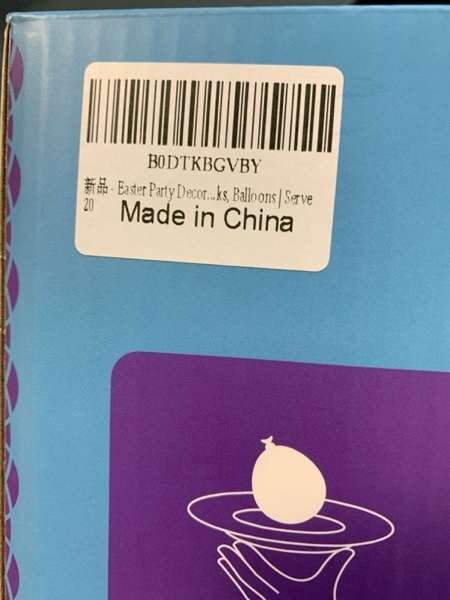 B0DTKBGVBY
新品 - Easter Party Decor...ks, Balloons | Serve
20
Made in China